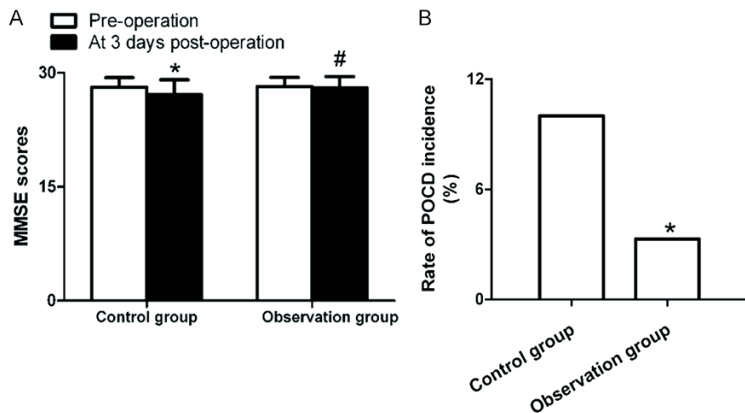 A
Pre-operation
At 3 days post-operation
MMSE scores
30
15
0
*
#
Control group
Observation group
B
Rate of POCD incidence
(%)
12
6
0
*
Control group
Observation group